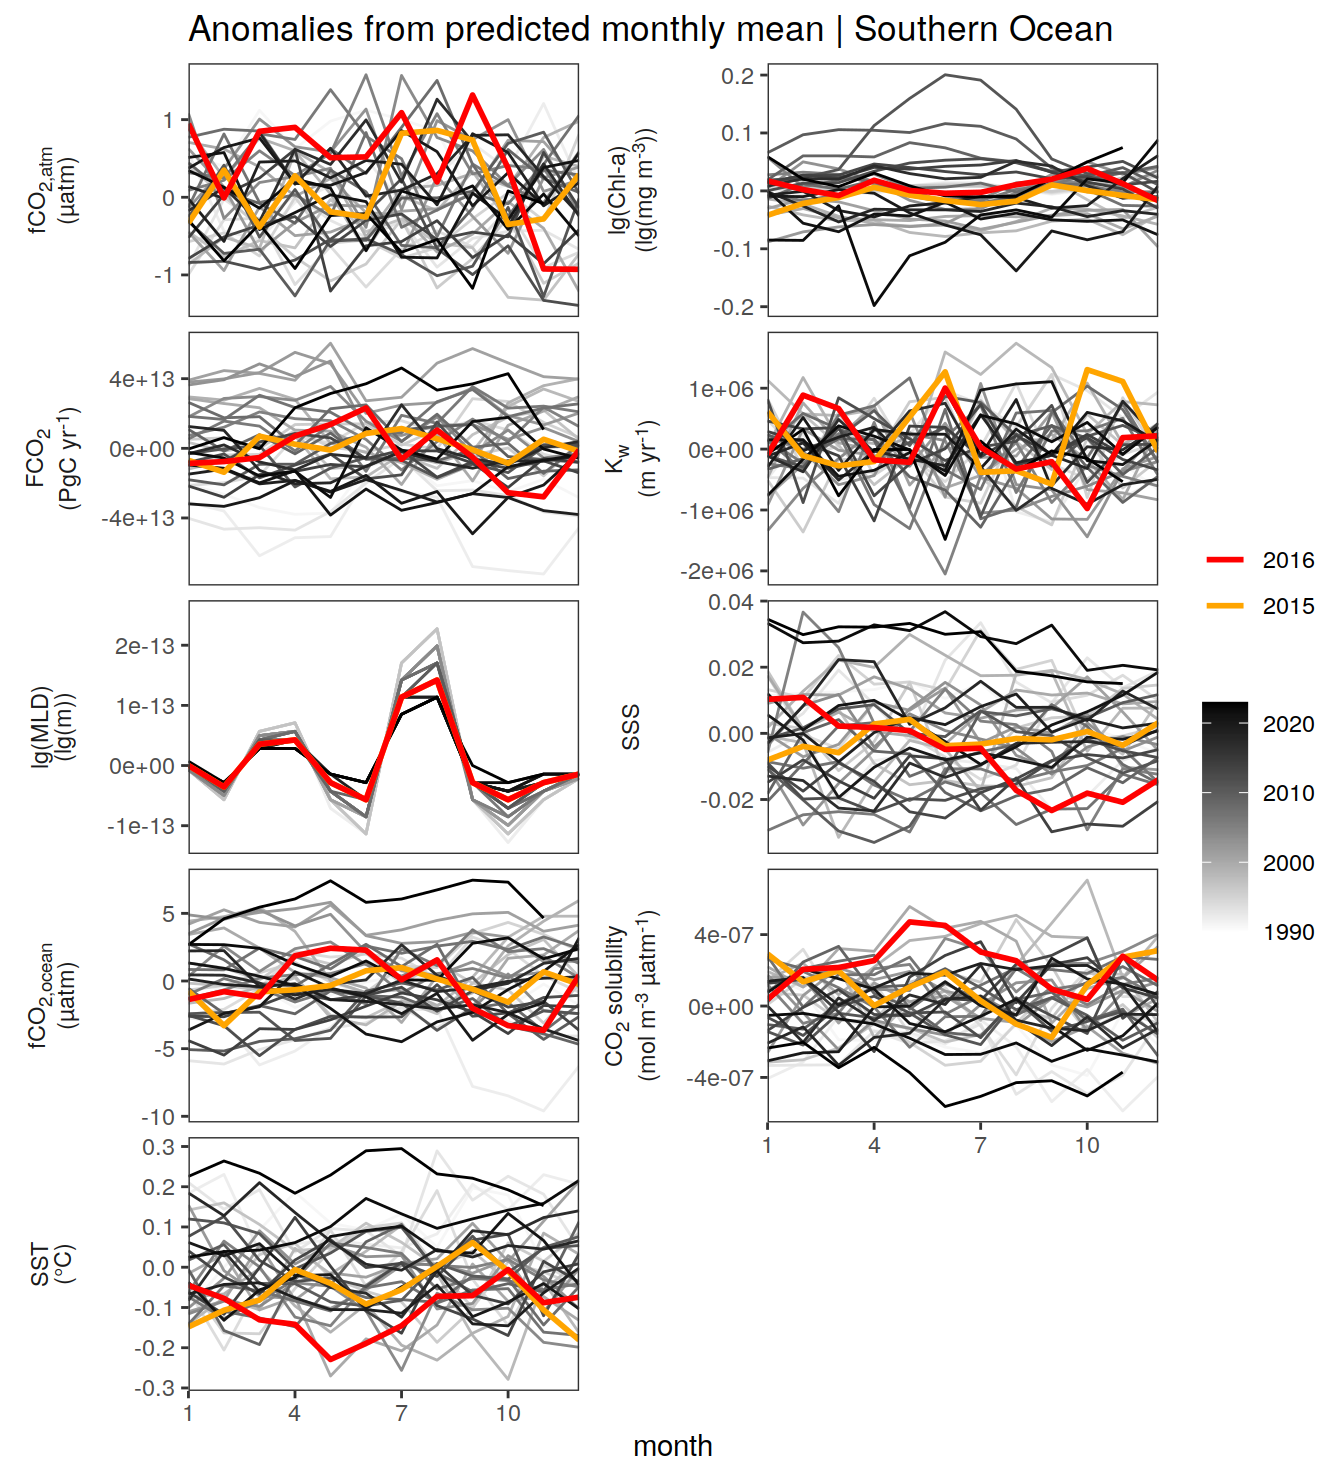 Anomalies from predicted monthly mean | Southern Ocean
fCO2,atm
(µatm)
1
0
-1
lg(Chl-a)
(lg(mg m-3))
0.2
0.1
0.0
-0.1
-0.2
FCO2
(PgC yr-1)
4e+13
0e+00
-4e+13
Kw
(m yr-1)
1e+06
0e+00
-1e+06
-2e+06
lg(MLD)
(lg(m))
2e-13
1e-13
0e+00
-1e-13
SSS
0.04
0.02
0.00
-0.02
fCO2,ocean
(µatm)
5
0
-5
-10
CO2 solubility
(mol m-3 µatm-1)
4e-07
0e+00
-4e-07
1 4 7 10
SST
(°C)
0.3
0.2
0.1
0.0
-0.1
-0.2
-0.3
1 4 7 10
month
2016
2015
2020
2010
2000
1990